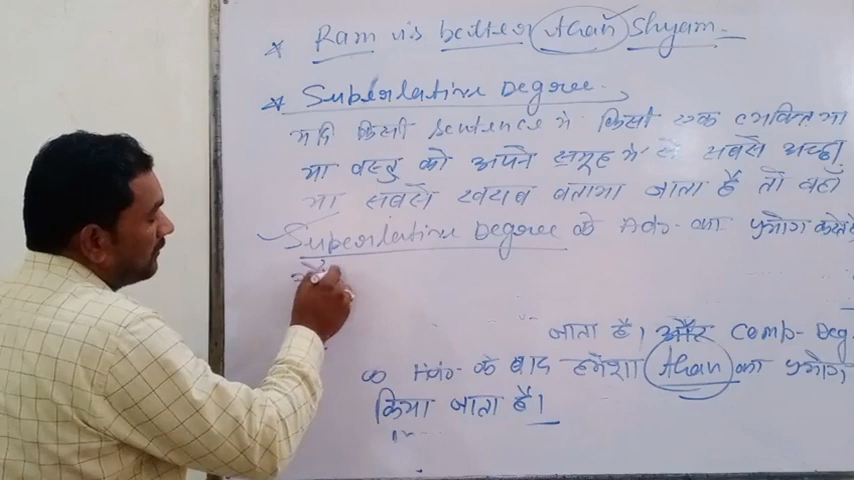 * Ram is better than Shyam.
* Superlative Degree.
यदि किसी sentence मे किसी एक व्यक्ति या
या वस्तु को अपने समूह में से सबसे अच्छा
या सबसे खराब बताया जाता है तो वहाँ
Superlative Degree के Adj. का प्रयोग करते
जाता है। और Comp-Deg.
के Adj. के बाद हमेशा than का प्रयोग
किया जाता है।